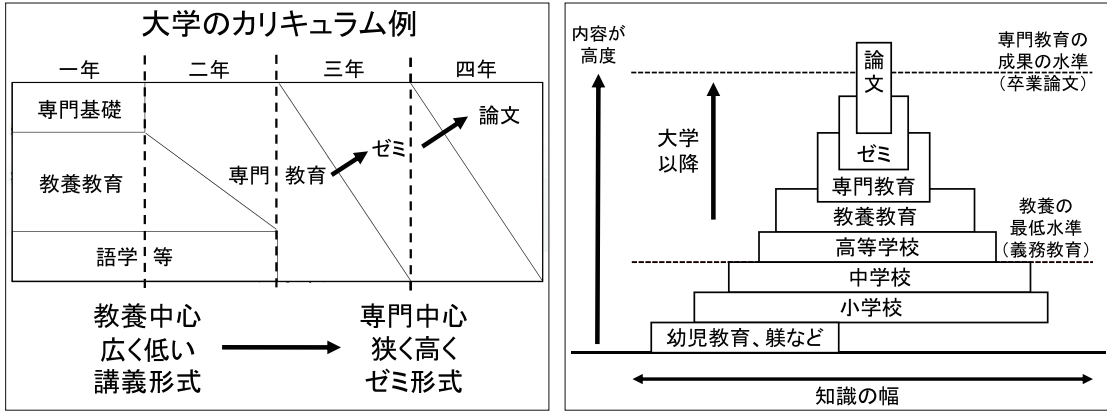 大学のカリキュラム例
一年
二年
三年
四年
専門基礎
教養教育
語学 等
専門 教育
ゼミ
論文
教養中心
広く低い
講義形式
専門中心
狭く高く
ゼミ形式
内容が
高度
大学
以降
論
文
ゼミ
専門教育
教養教育
高等学校
中学校
小学校
幼児教育、躾など
専門教育の
成果の水準
（卒業論文）
教養の
最低水準
（義務教育）
知識の幅